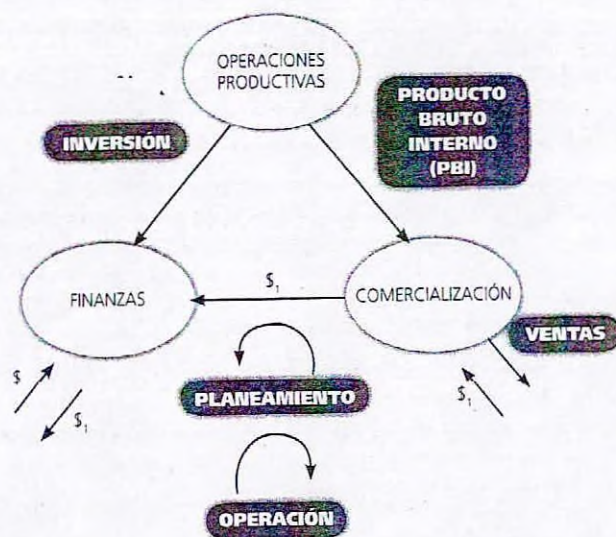 OPERACIONES
PRODUCTIVAS
INVERSIÓN
PRODUCTO
BRUTO
INTERNO
(PBI)
FINANZAS
$₁
COMERCIALIZACIÓN
VENTAS
$
$₁
$₁
PLANEAMIENTO
OPERACIÓN